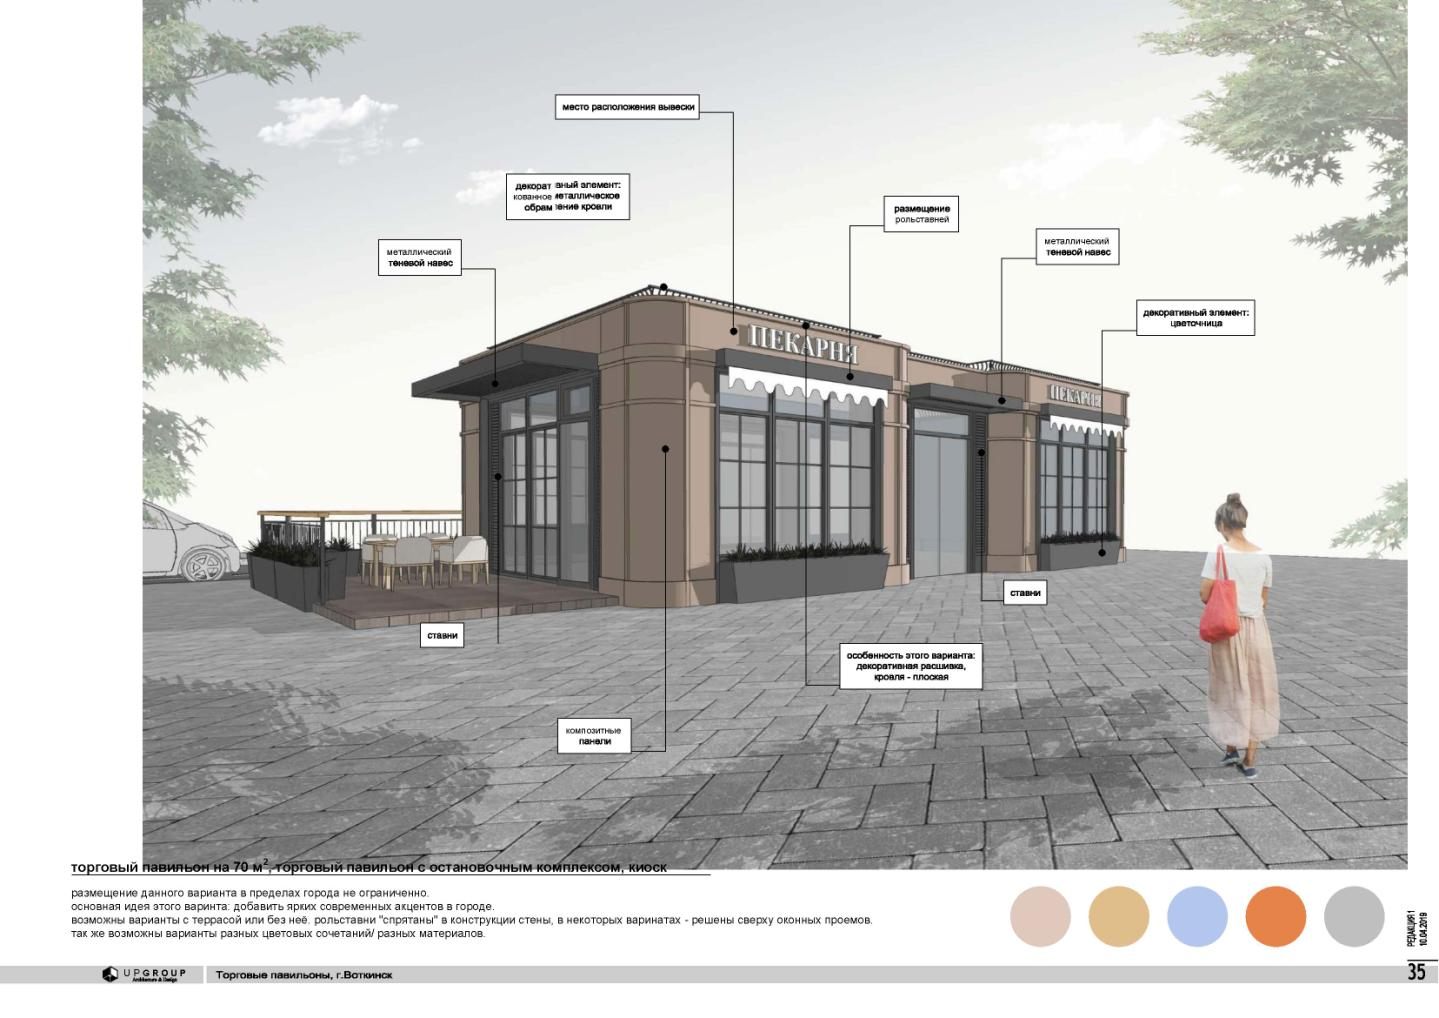 место расположения вывески
декорат вный элемент:
кованное металлическое
обрам ение кровли
размещение
рольставней
металлический
теневой навес
металлический
теневой навес
декоративный элемент:
цветочница
ПЕКАРНЯ
ПЕКАРНЯ
ставни
ставни
особенность этого варианта:
декоративная расшивка,
кровля - плоская
композитные
панели
торговый павильон на 70 м², торговый павильон с остановочным комплексом, киоск
размещение данного варианта в пределах города не ограниченно.
основная идея этого варинта: добавить ярких современных акцентов в городе.
возможны варианты с террасой или без неё. рольставни "спрятаны" в конструкции стены, в некоторых варинатах - решены сверху оконных проемов.
так же возможны варианты разных цветовых сочетаний/ разных материалов.
РЕДАКЦИЯ 1
10.04.2019
UPGROUP
Architecture & Design
Торговые павильоны, г.Воткинск
35